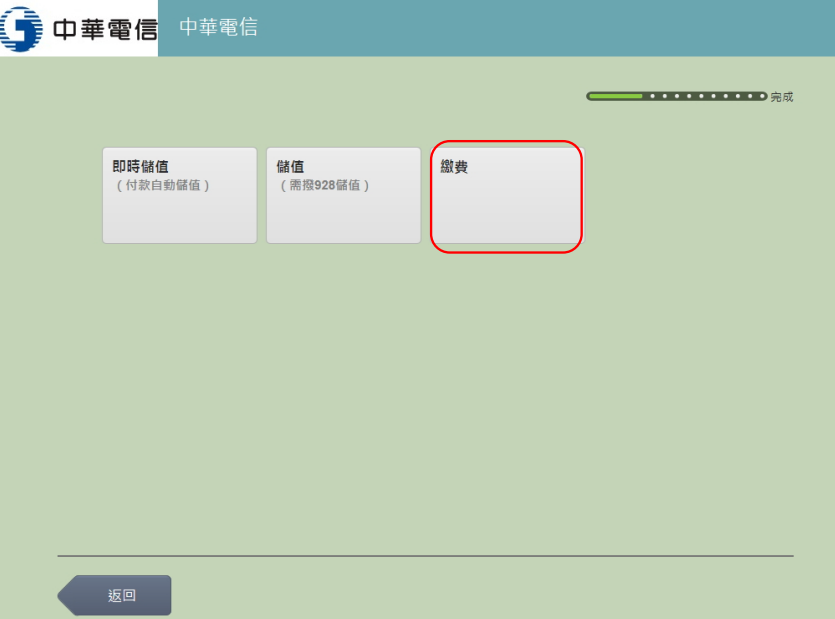 中華電信
中華電信
完成
即時儲值
（付款自動儲值）
儲值
（需撥928儲值）
繳費
返回